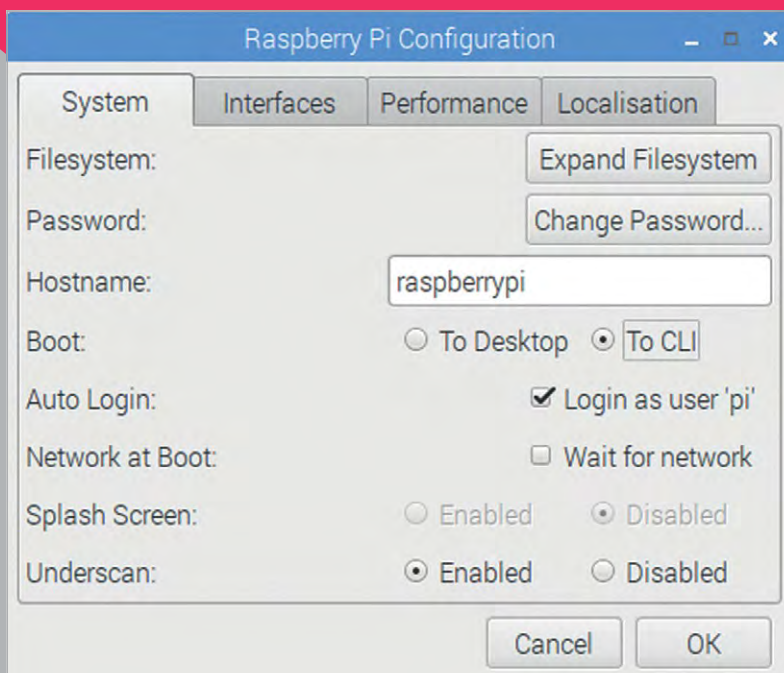 Raspberry Pi Configuration
System Interfaces Performance Localisation
Filesystem: Expand Filesystem
Password: Change Password...
Hostname: raspberrypi
Boot: To Desktop To CLI
Auto Login: Login as user 'pi'
Network at Boot: Wait for network
Splash Screen: Enabled Disabled
Underscan: Enabled Disabled
Cancel OK